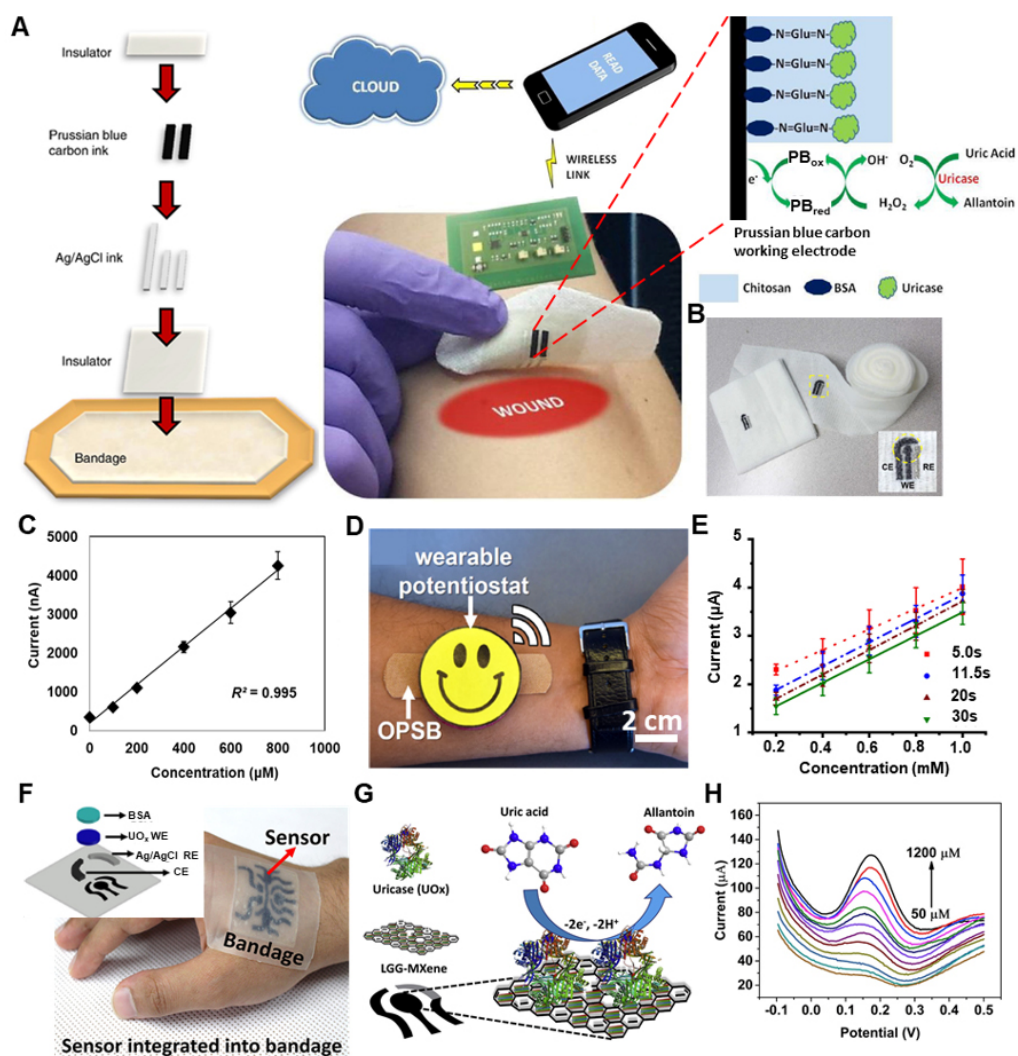 A
Insulator
Prussian blue
carbon ink
Ag/AgCl ink
Insulator
Bandage
CLOUD
READ
DATA
WIRELESS
LINK
WOUND
N=Glu=N
N=Glu=N
N=Glu=N
N=Glu=N
e⁻
PBox
PBred
OH⁻
O₂
H₂O₂
Uric Acid
Uricase
Allantoin
Prussian blue carbon
working electrode
Chitosan
BSA
Uricase
B
CE
RE
WE
C
Current (nA)
5000
4000
3000
2000
1000
0
R² = 0.995
0
200
400
600
800
1000
Concentration (µM)
D
wearable
potentiostat
OPSB
2 cm
E
Current (µA)
5
4
3
2
1
5.0s
11.5s
20s
30s
0.2
0.4
0.6
0.8
1.0
Concentration (mM)
F
BSA
UOₓ WE
Ag/AgCl RE
CE
Sensor
Bandage
Sensor integrated into bandage
G
Uric acid
Allantoin
Uricase (UOx)
-2e⁻, -2H⁺
LGG-MXene
H
Current (µA)
160
140
120
100
80
60
40
20
1200 µM
50 µM
-0.1
0.0
0.1
0.2
0.3
0.4
0.5
Potential (V)